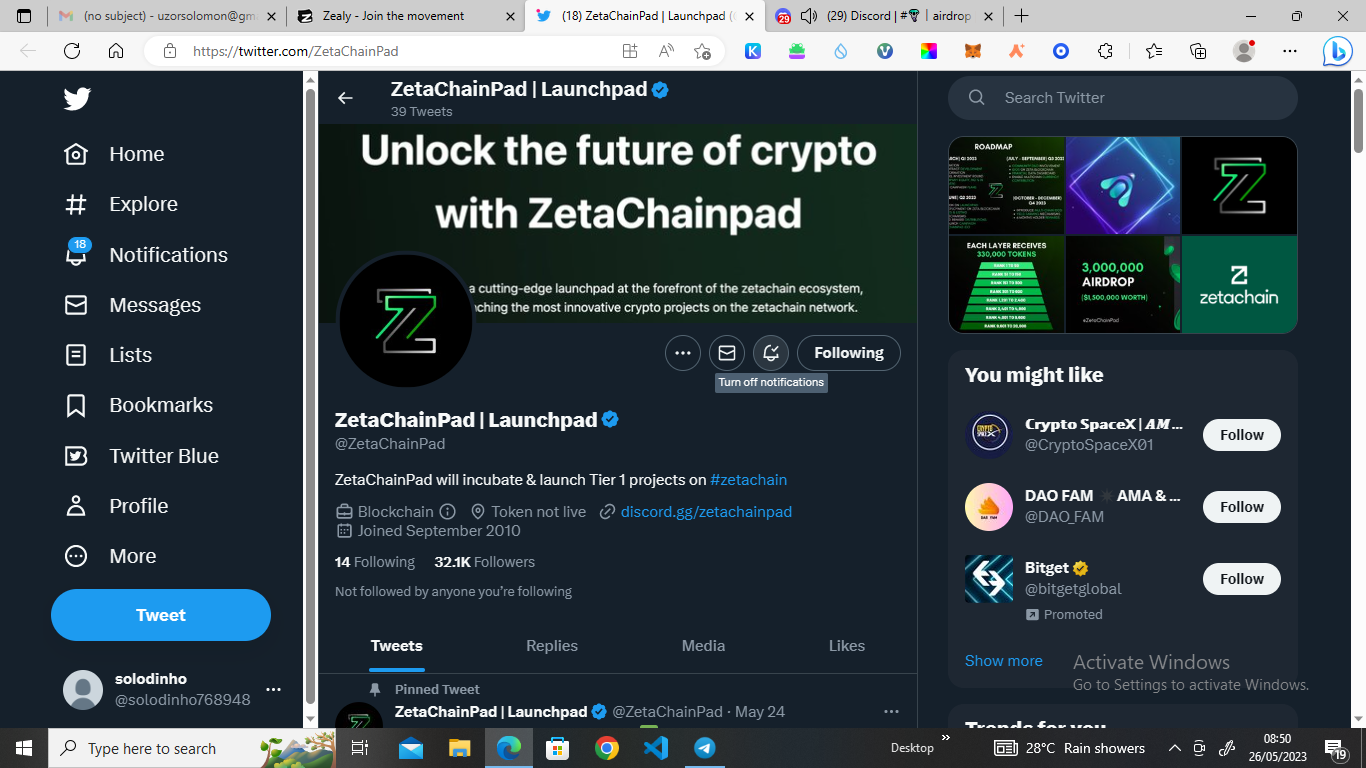 (no subject) - uzorsolomon@gm
Zealy - Join the movement
(18) ZetaChainPad | Launchpad (
29
(29) Discord | #
airdrop
https://twitter.com/ZetaChainPad
Home
Explore
18
Notifications
Messages
Lists
Bookmarks
Twitter Blue
Profile
More
Tweet
solodinho
@solodinho768948
ZetaChainPad | Launchpad
39 Tweets
Unlock the future of crypto
with ZetaChainpad
a cutting-edge launchpad at the forefront of the zetachain ecosystem,
ching the most innovative crypto projects on the zetachain network.
Following
Turn off notifications
ZetaChainPad | Launchpad
@ZetaChainPad
ZetaChainPad will incubate & launch Tier 1 projects on #zetachain
Blockchain
Token not live
discord.gg/zetachainpad
Joined September 2010
14 Following
32.1K Followers
Not followed by anyone you're following
Tweets
Replies
Media
Likes
Pinned Tweet
ZetaChainPad | Launchpad
@ZetaChainPad · May 24
Search Twitter
ROADMAP
EACH LAYER RECEIVES
330,000 TOKENS
3,000,000
AIRDROP
($1,500,000 WORTH)
@ZetaChainPad
zetachain
You might like
Crypto SpaceX | AM ...
@CryptoSpaceX01
Follow
DAO FAM
AMA & ...
@DAO_FAM
Follow
Bitget
@bitgetglobal
Promoted
Follow
Show more
Activate Windows
Go to Settings to activate Windows.
Trends for you
Type here to search
Desktop
28°C Rain showers
08:50
26/05/2023
19